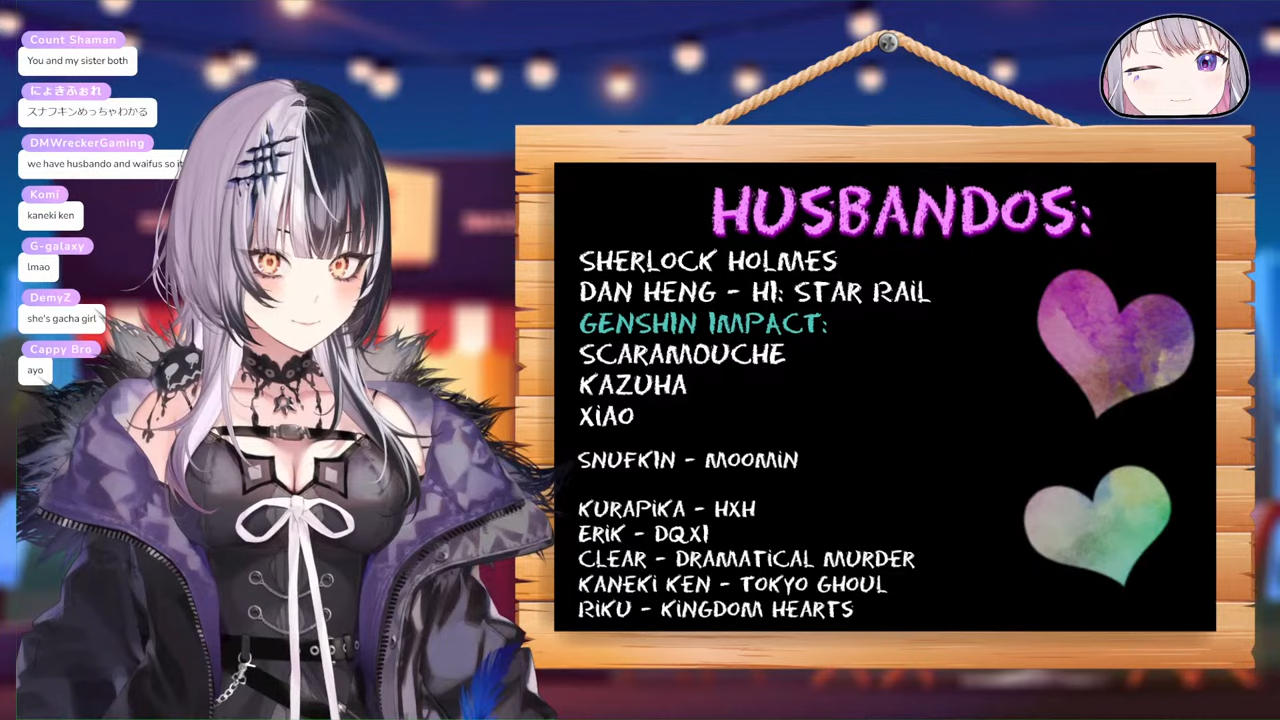 Count Shaman
You and my sister both
にょきふぉれ
スナフキンめっちゃわかる
DMWreckerGaming
we have husbando and waifus so it
Komi
kaneki ken
G-galaxy
lmao
DemyZ
she's gacha girl
Cappy Bro
ayo
HUSBANDOS:
SHERLOCK HOLMES
DAN HENG - HI: STAR RAIL
GENSHIN IMPACT:
SCARAMOUCHE
KAZUHA
XIAO
SNUFKIN - MOOMIN
KURAPIKA - HXH
ERIK - DQXI
CLEAR - DRAMATICAL MURDER
KANEKI KEN - TOKYO GHOUL
RIKU - KINGDOM HEARTS